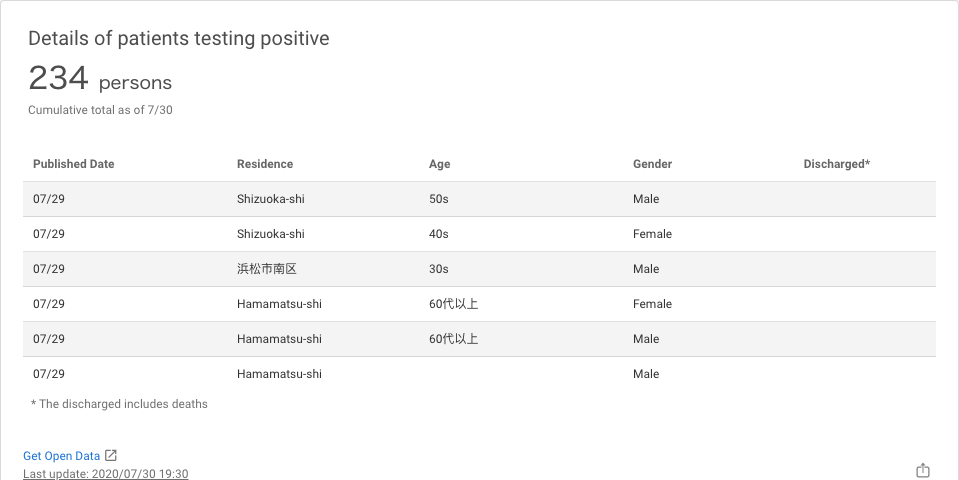 Details of patients testing positive
234 persons
Cumulative total as of 7/30
Published Date Residence Age Gender Discharged*
07/29 Shizuoka-shi 50s Male
07/29 Shizuoka-shi 40s Female
07/29 浜松市南区 30s Male
07/29 Hamamatsu-shi 60代以上 Female
07/29 Hamamatsu-shi 60代以上 Male
07/29 Hamamatsu-shi Male
* The discharged includes deaths
Get Open Data
Last update: 2020/07/30 19:30